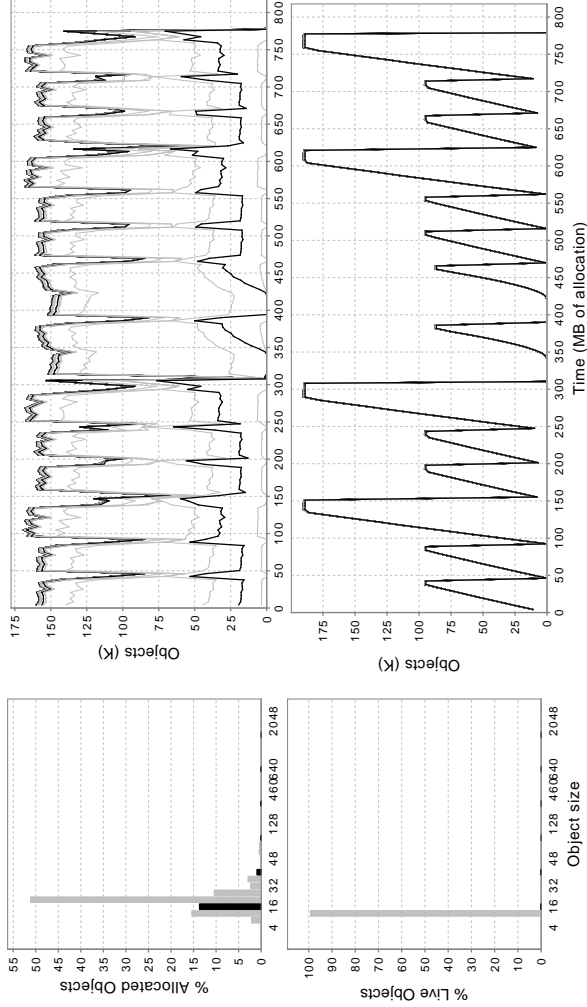 % Allocated Objects
55 50 45 40 35 30 25 20 15 10 5 0
4 16 32 48 128 460640 2048
% Live Objects
100 90 80 70 60 50 40 30 20 10 0
4 16 32 48 128 460640 2048
Object size
Objects (K)
175 150 125 100 75 50 25 0
0 50 100 150 200 250 300 350 400 450 500 550 600 650 700 750 800
Objects (K)
175 150 125 100 75 50 25 0
0 50 100 150 200 250 300 350 400 450 500 550 600 650 700 750 800
Time (MB of allocation)